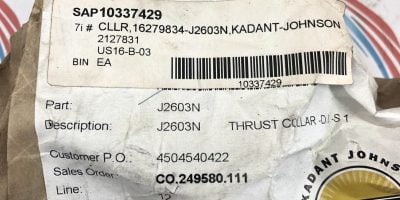 SAP10337429
7i # CLLR,16279834-J2603N,KADANT-JOHNSON
2127831
US16-B-03
BIN EA
10337429
Part: J2603N
Description: J2603N THRUST COLLAR
Customer P.O. 4504540422
Sales Order: CO.249580.111
Line:
KADANT JOHNS